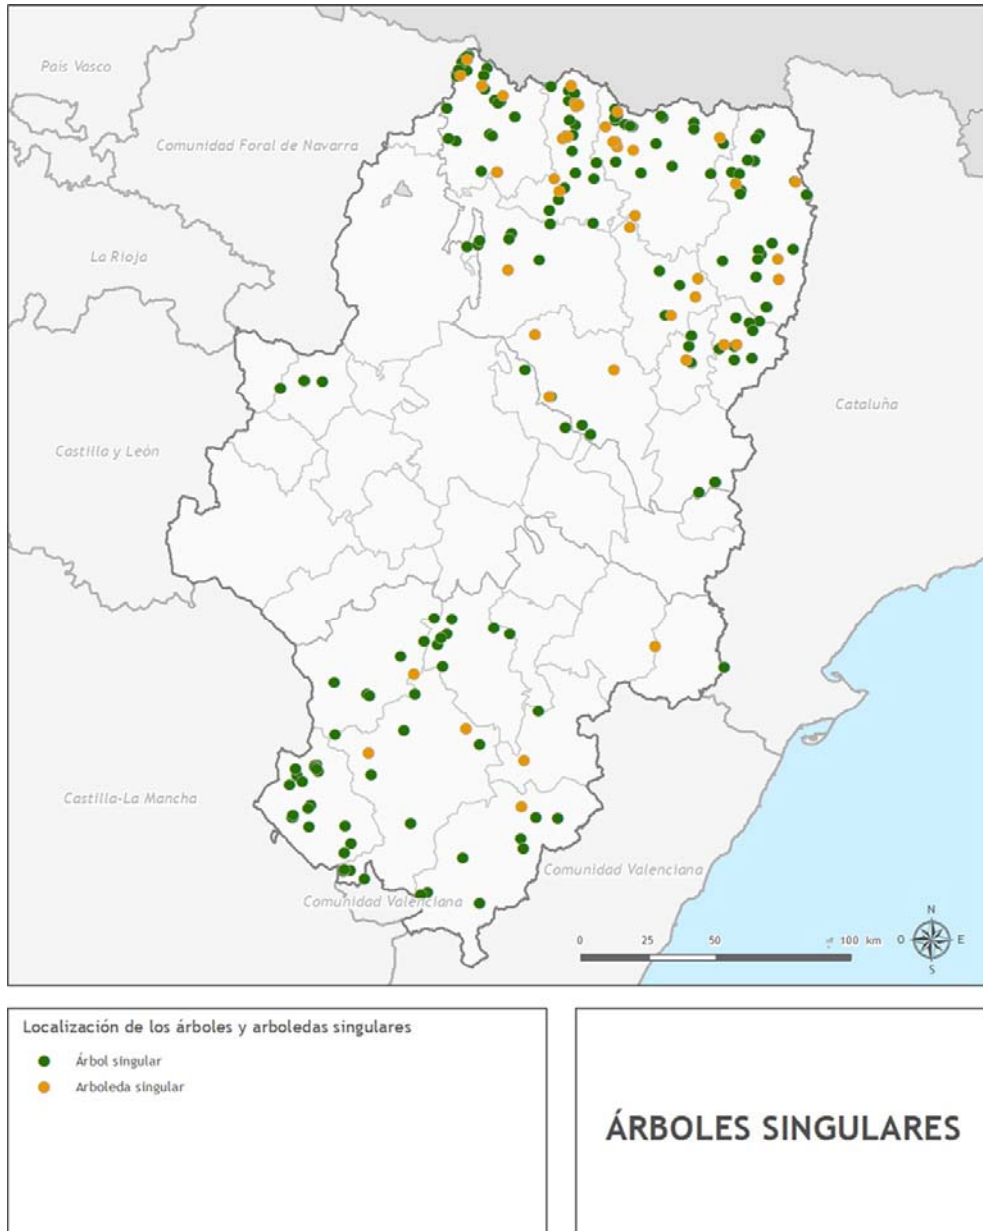 País Vasco
Comunidad Foral de Navarra
La Rioja
Cataluña
Castilla y León
Castilla-La Mancha
Comunidad Valenciana
Comunidad Valenciana
N
O
E
S
0 25 50 100 km
Localización de los árboles y arboledas singulares
Árbol singular
Arboleda singular
ÁRBOLES SINGULARES